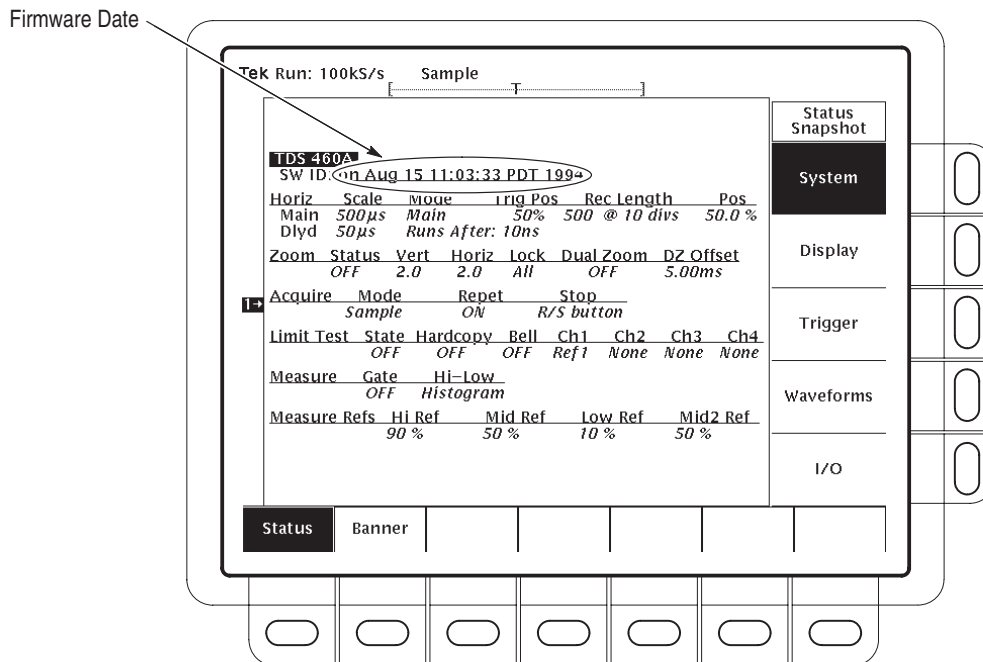 Firmware Date
Tek Run: 100kS/s Sample
[ T ]
Status
Snapshot
TDS 460A
SW ID: on Aug 15 11:03:33 PDT 1994
System
Horiz Scale Mode Trig Pos Rec Length Pos
Main 500µs Main 50% 500 @ 10 divs 50.0 %
Dlyd 50µs Runs After: 10ns
Display
Zoom Status Vert Horiz Lock Dual Zoom DZ Offset
OFF 2.0 2.0 All OFF 5.00ms
1→
Acquire Mode Repet Stop
Sample ON R/S button
Trigger
Limit Test State Hardcopy Bell Ch1 Ch2 Ch3 Ch4
OFF OFF OFF Ref1 None None None
Measure Gate Hi–Low
OFF Histogram
Waveforms
Measure Refs Hi Ref Mid Ref Low Ref Mid2 Ref
90 % 50 % 10 % 50 %
I/O
Status Banner